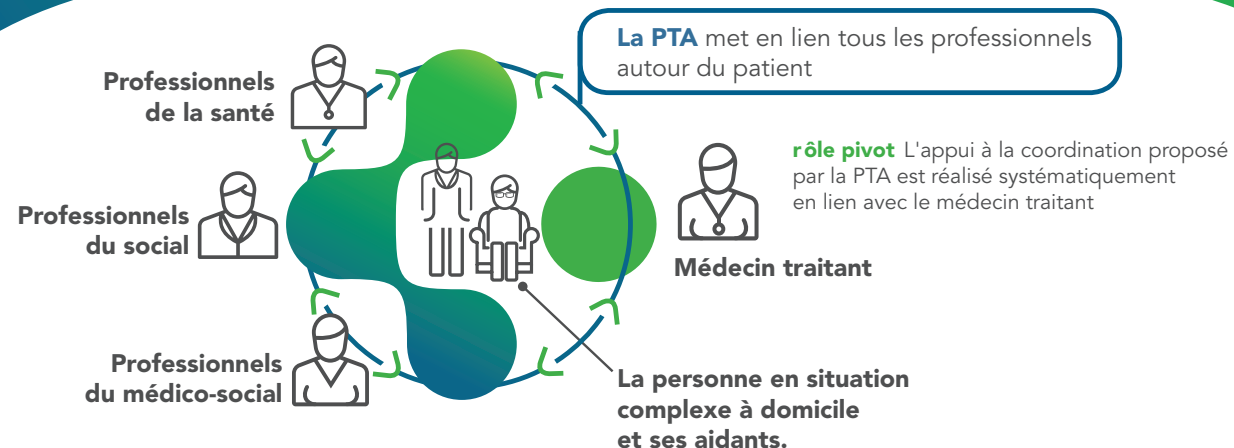 La PTA met en lien tous les professionnels
autour du patient
Professionnels
de la santé
rôle pivot L'appui à la coordination proposé
par la PTA est réalisé systématiquement
en lien avec le médecin traitant
Professionnels
du social
Médecin traitant
Professionnels
du médico-social
La personne en situation
complexe à domicile
et ses aidants.